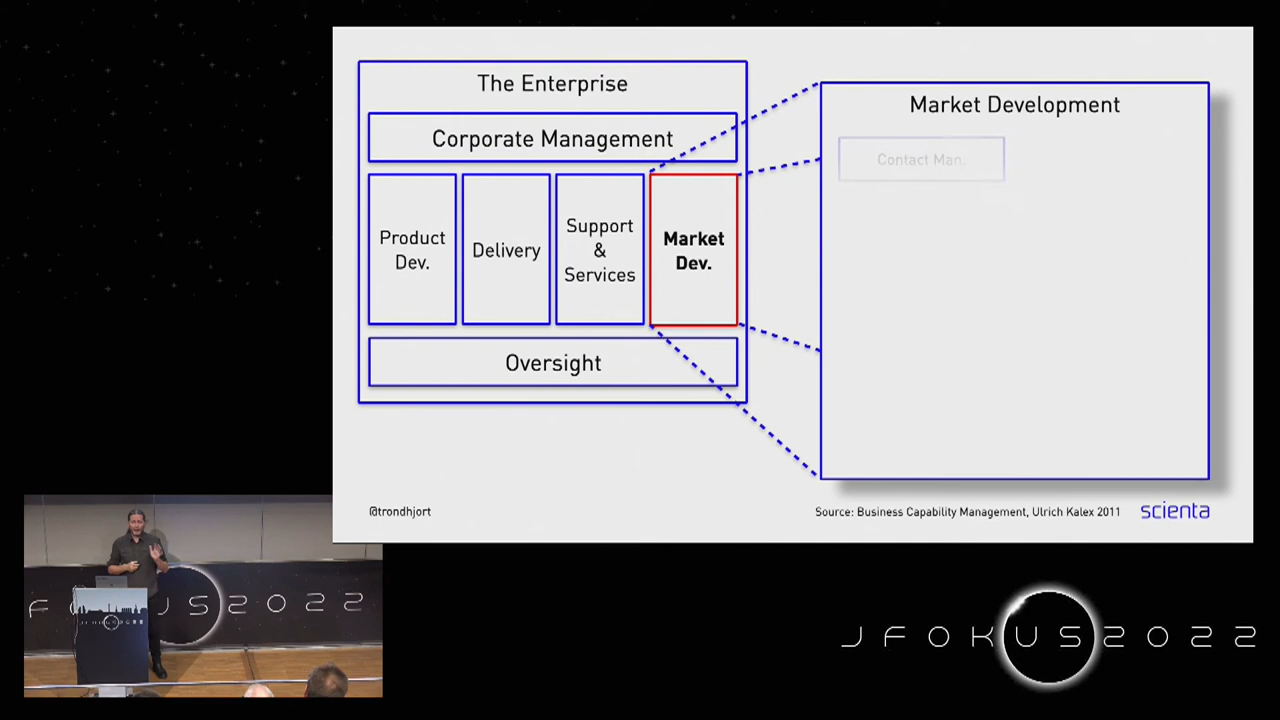 The Enterprise
Corporate Management
Product
Dev.
Delivery
Support
&
Services
Market
Dev.
Oversight
Market Development
Contact Man.
@trondhjort
Source: Business Capability Management, Ulrich Kalex 2011
scienta
JFOKUS2022
JFOKUS2022